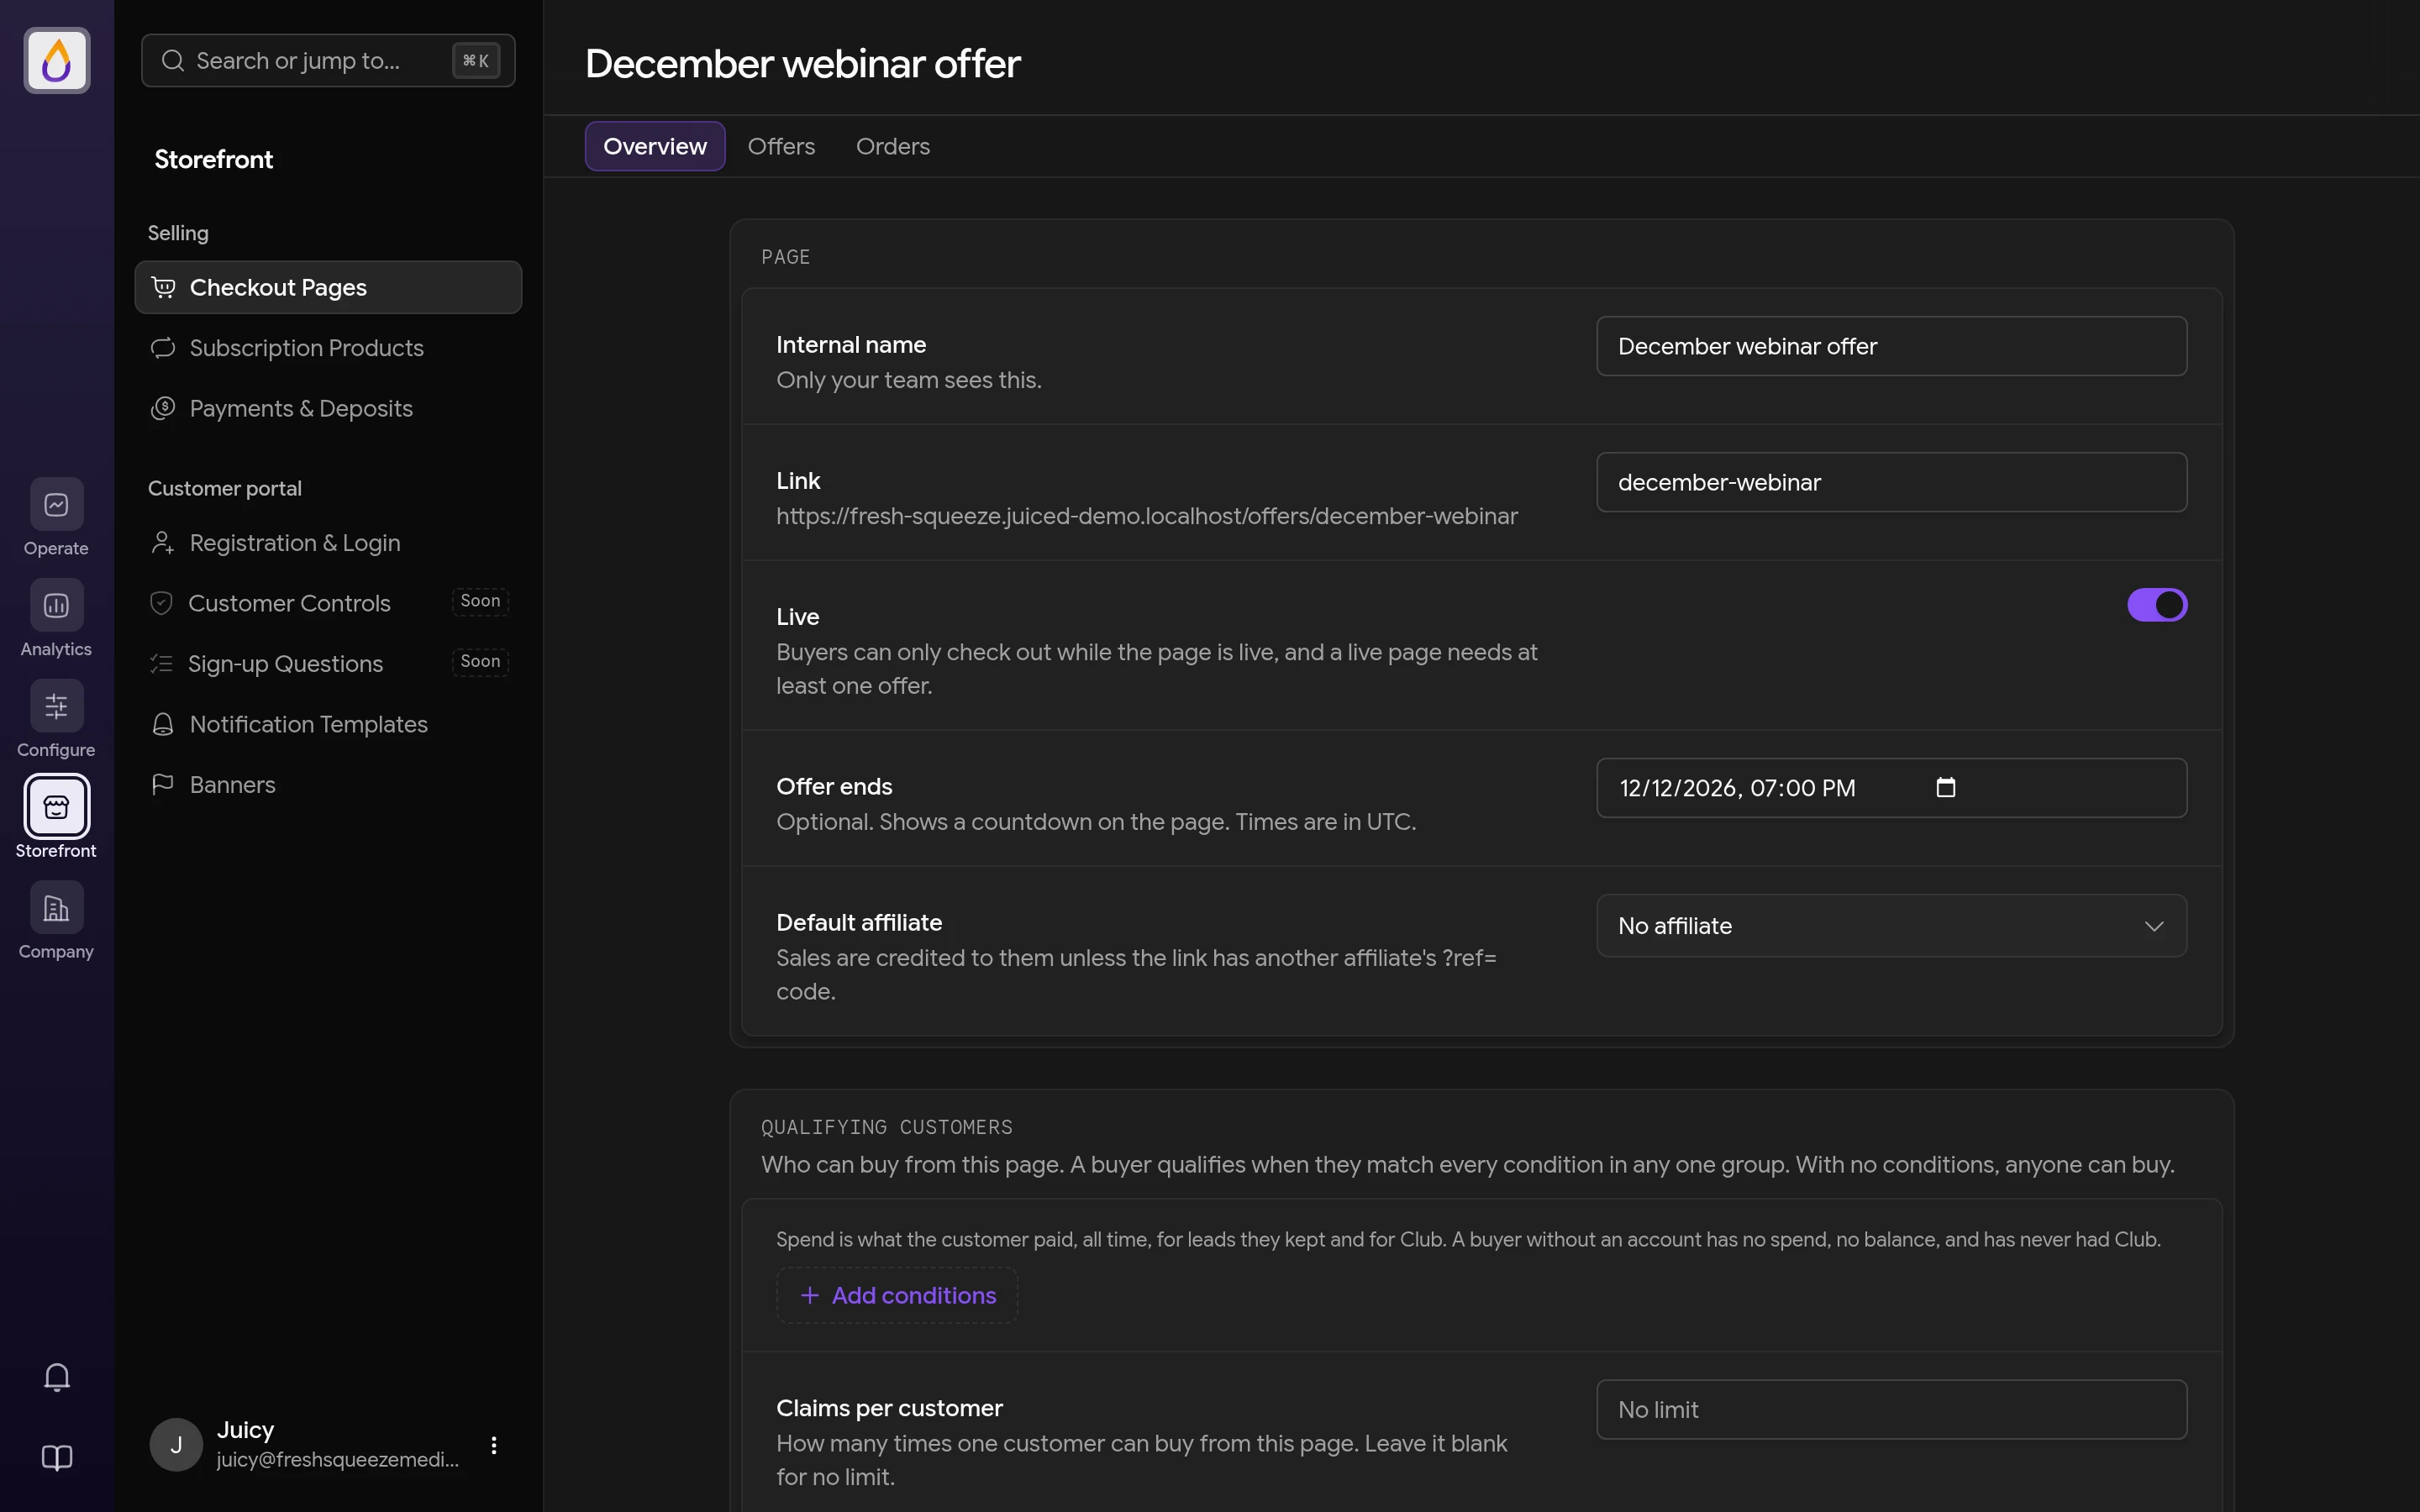 Search or jump to...
⌘K
Storefront
Selling
Checkout Pages
Subscription Products
Payments & Deposits
Customer portal
Registration & Login
Customer Controls
Soon
Sign-up Questions
Soon
Notification Templates
Banners
Operate
Analytics
Configure
Storefront
Company
J
Juicy
juicy@freshsqueezemedi...
December webinar offer
Overview
Offers
Orders
PAGE
Internal name
Only your team sees this.
December webinar offer
Link
https://fresh-squeeze.juiced-demo.localhost/offers/december-webinar
december-webinar
Live
Buyers can only check out while the page is live, and a live page needs at
least one offer.
Offer ends
Optional. Shows a countdown on the page. Times are in UTC.
12/12/2026, 07:00 PM
Default affiliate
Sales are credited to them unless the link has another affiliate's ?ref=
code.
No affiliate
QUALIFYING CUSTOMERS
Who can buy from this page. A buyer qualifies when they match every condition in any one group. With no conditions, anyone can buy.
Spend is what the customer paid, all time, for leads they kept and for Club. A buyer without an account has no spend, no balance, and has never had Club.
+ Add conditions
Claims per customer
How many times one customer can buy from this page. Leave it blank
for no limit.
No limit